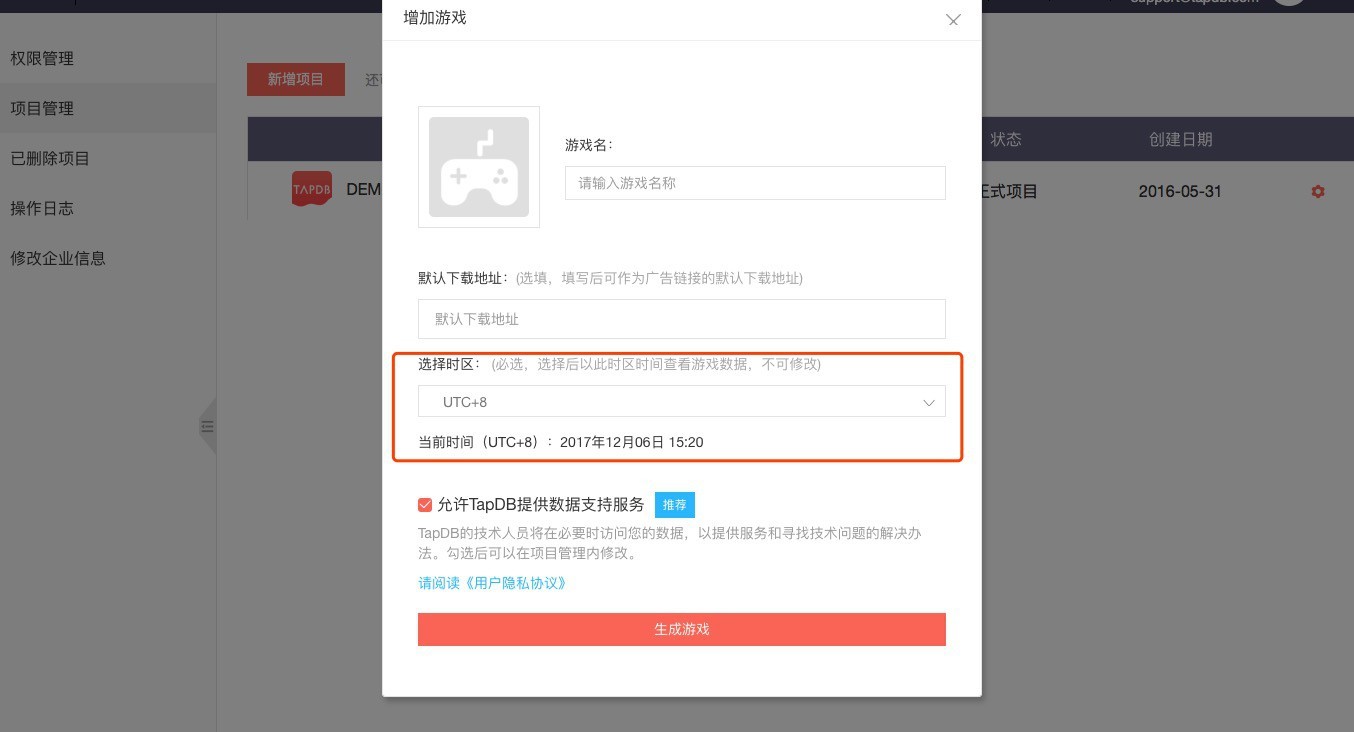 增加游戏
权限管理
项目管理
已删除项目
操作日志
修改企业信息
新增项目
状态
创建日期
TAPDB
DEM
正式项目
2016-05-31
游戏名：
请输入游戏名称
默认下载地址：(选填，填写后可作为广告链接的默认下载地址)
默认下载地址
选择时区：(必选，选择后以此时区时间查看游戏数据，不可修改)
UTC+8
当前时间（UTC+8）：2017年12月06日 15:20
允许TapDB提供数据支持服务 推荐
TapDB的技术人员将在必要时访问您的数据，以提供服务和寻找技术问题的解决办
法。勾选后可以在项目管理内修改。
请阅读《用户隐私协议》
生成游戏